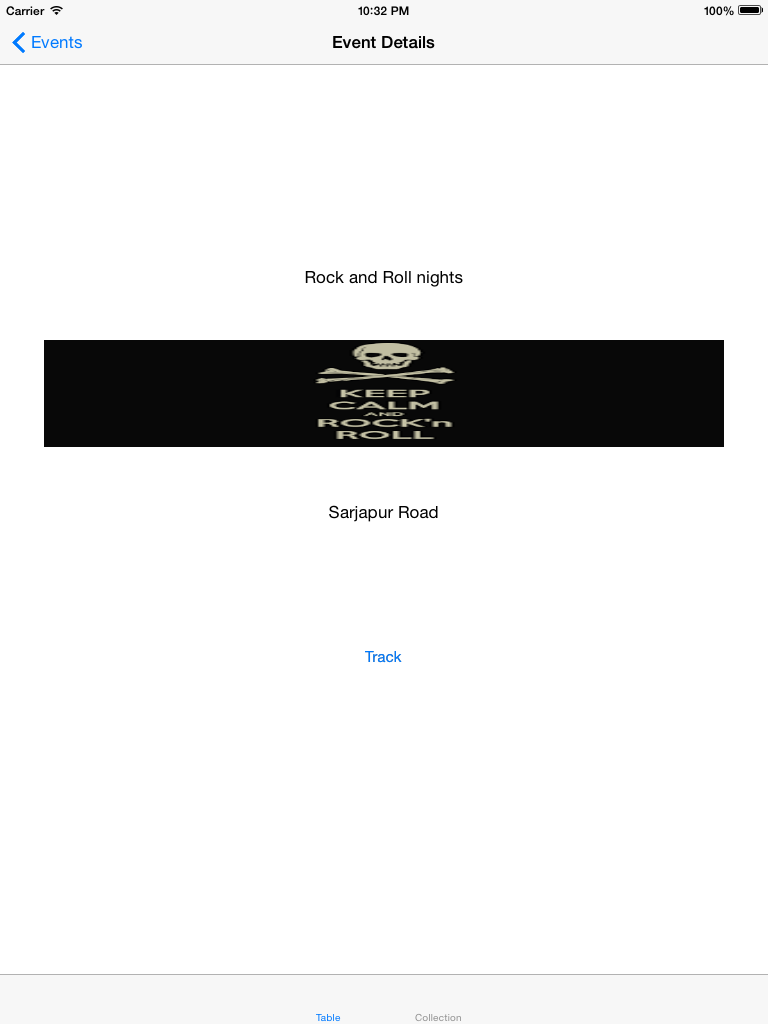 Carrier 10:32 PM 100%
Events Event Details
Rock and Roll nights
KEEP
CALM
AND
ROCK'n
ROLL
Sarjapur Road
Track
Table Collection